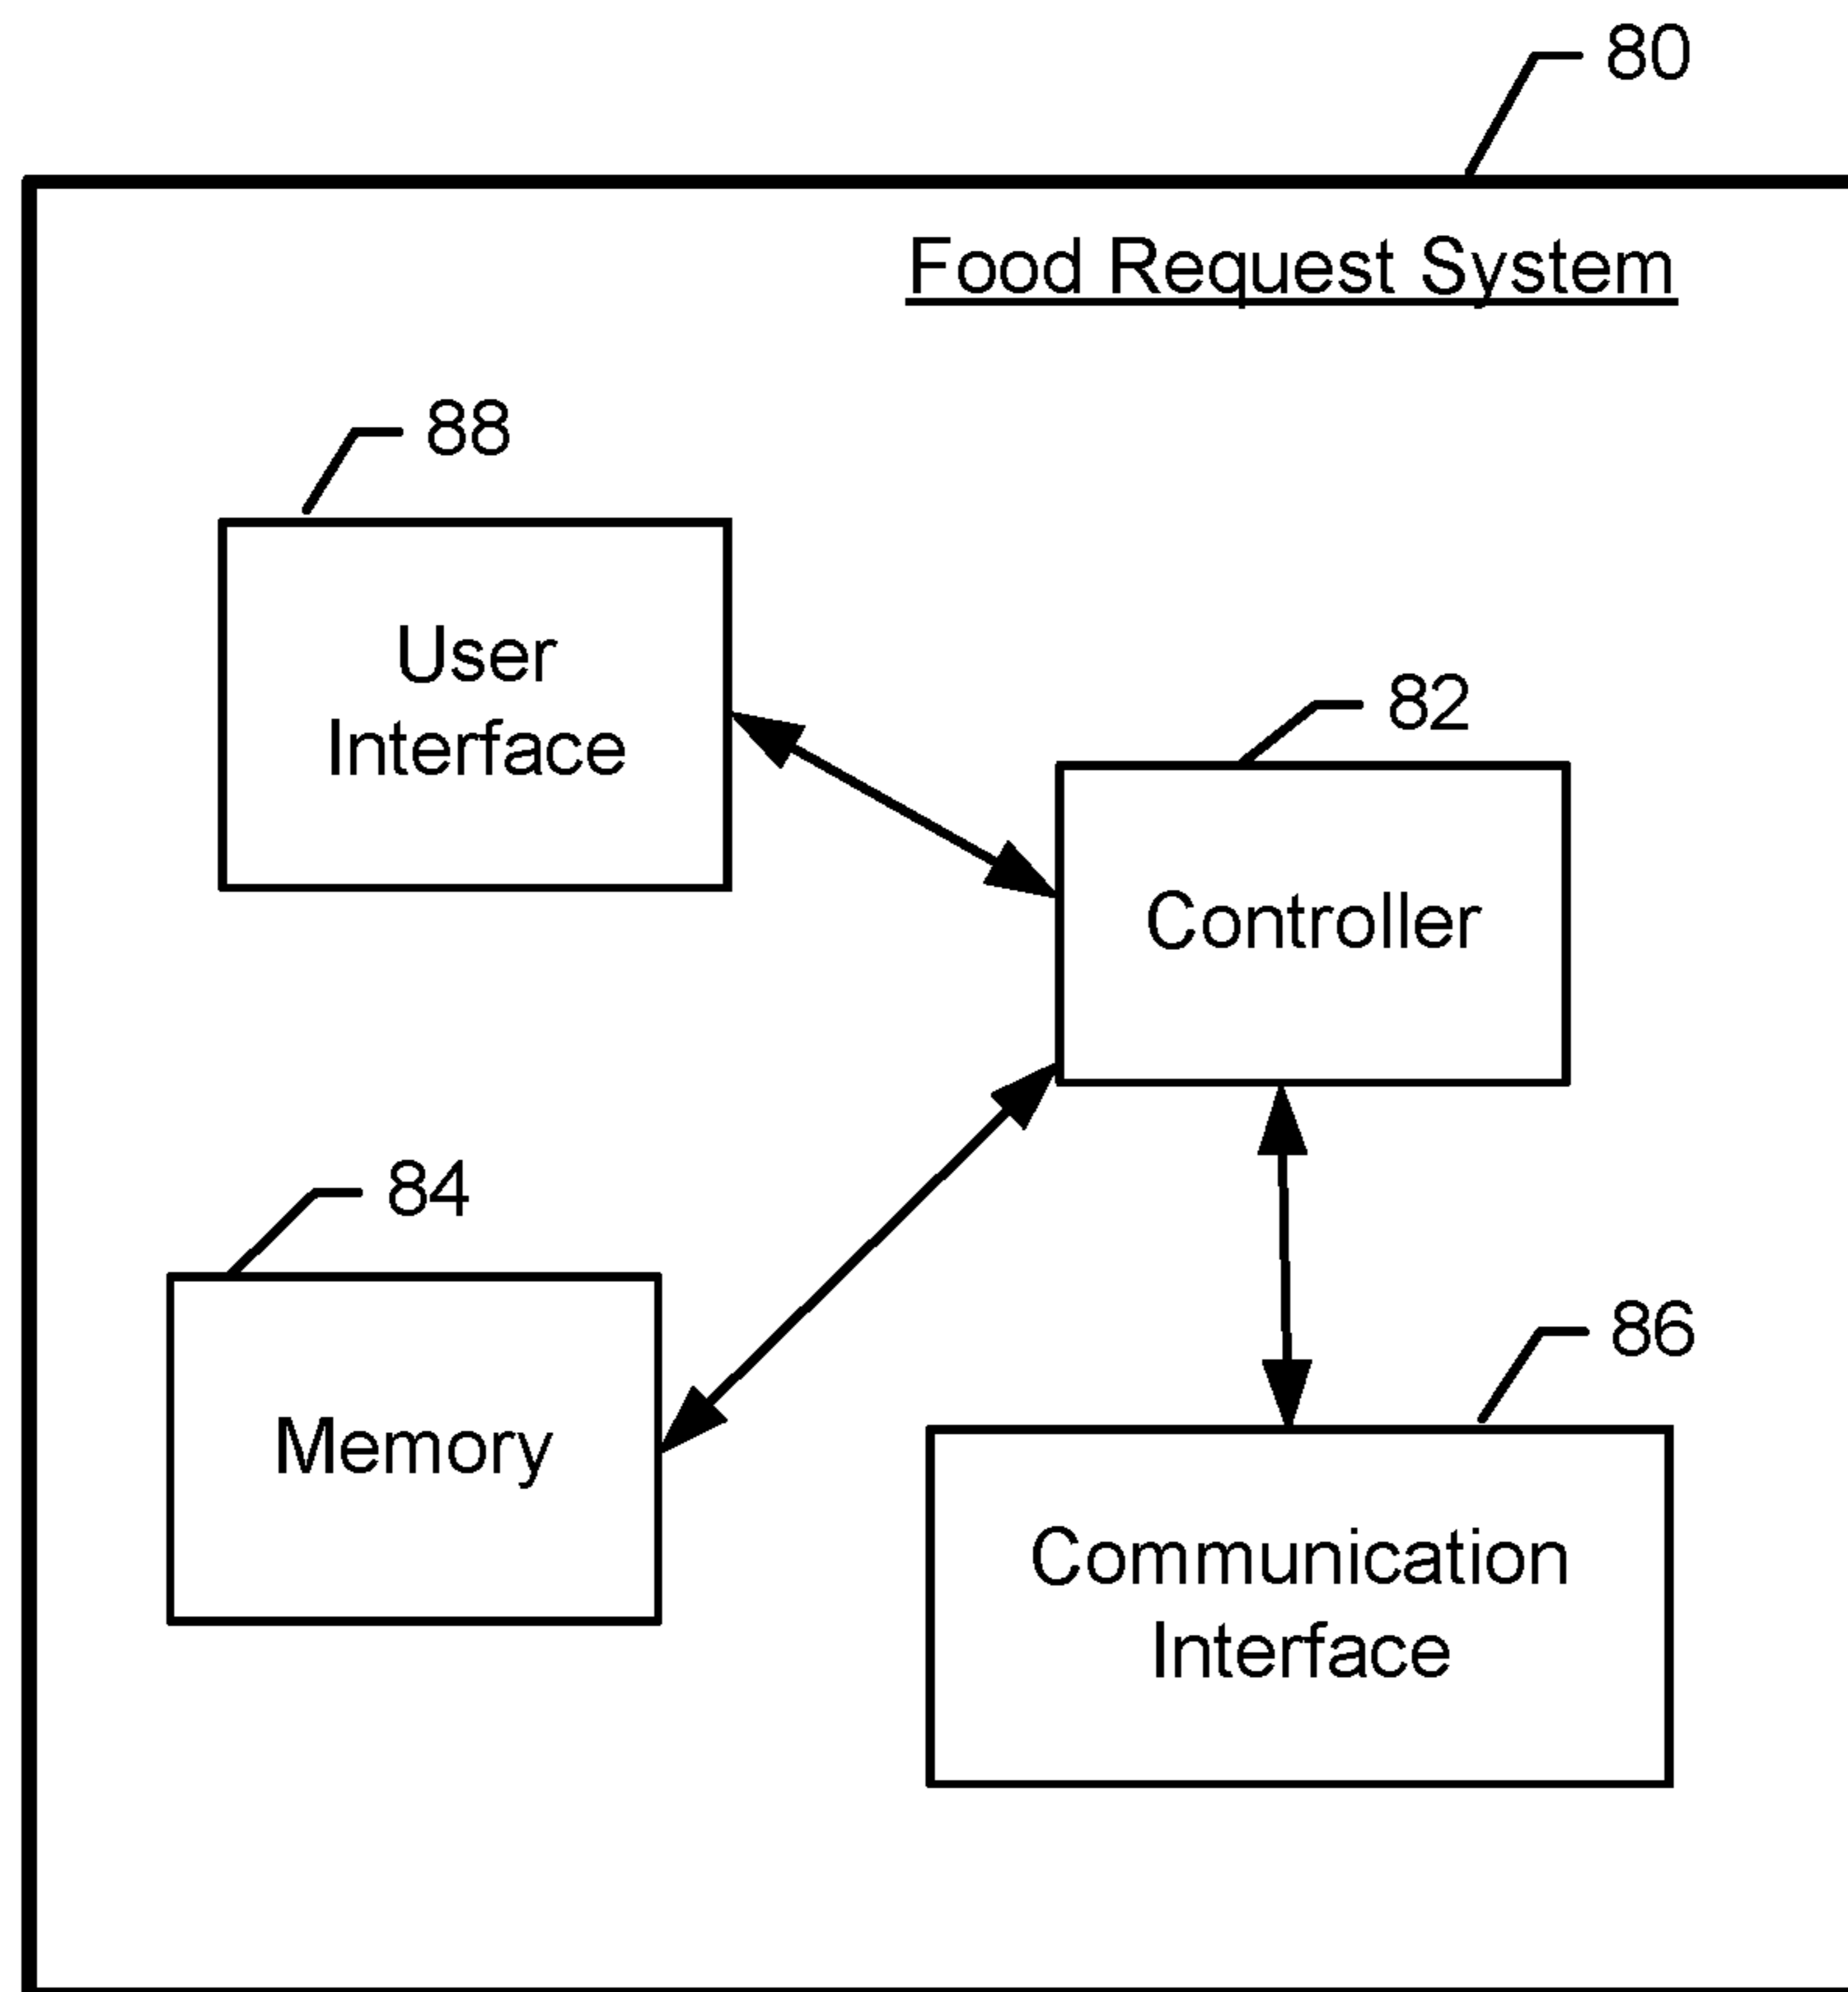 80
Food Request System
88
User
Interface
82
Controller
84
Memory
86
Communication
Interface